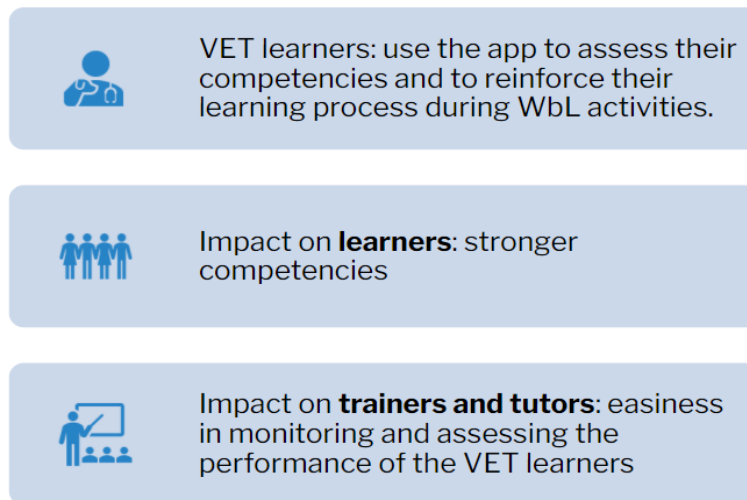 VET learners: use the app to assess their
competencies and to reinforce their
learning process during WbL activities.
Impact on learners: stronger
competencies
Impact on trainers and tutors: easiness
in monitoring and assessing the
performance of the VET learners